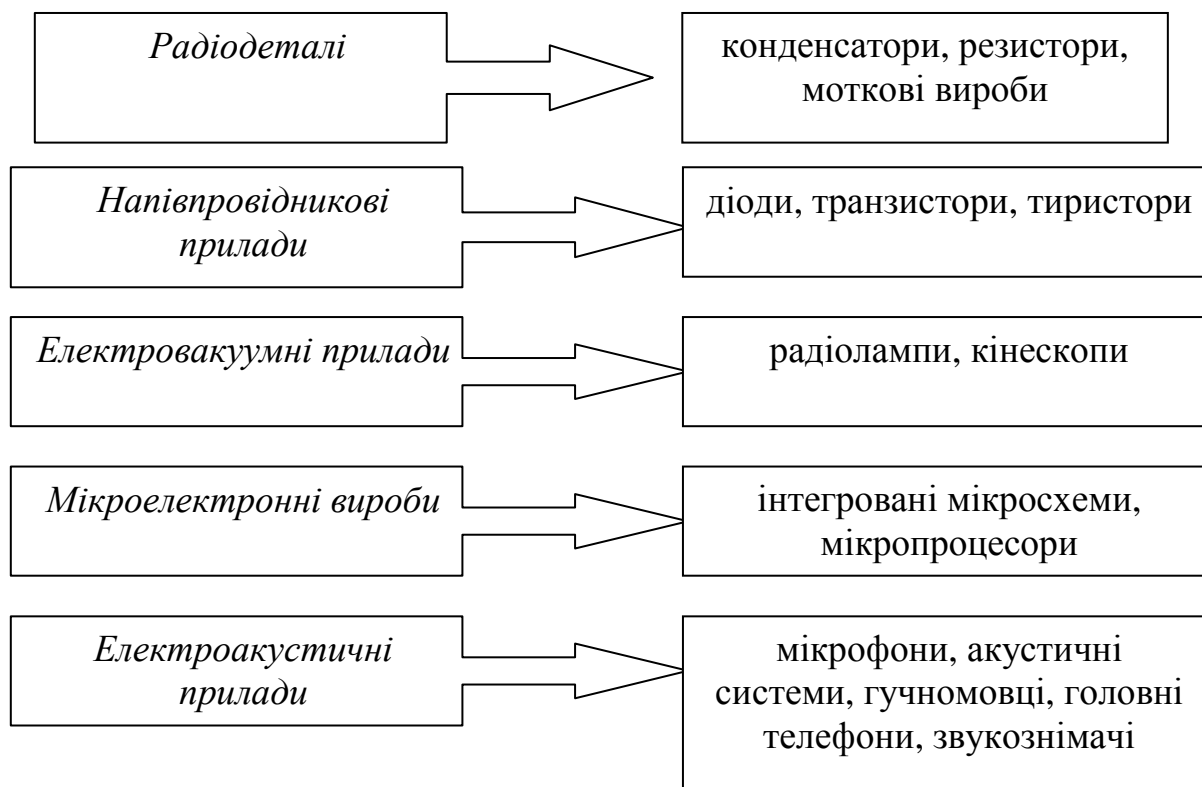 Радіодеталі
конденсатори, резистори,
моткові вироби
Напівпровідникові
прилади
діоди, транзистори, тиристори
Електровакуумні прилади
радіолампи, кінескопи
Мікроелектронні вироби
інтегровані мікросхеми,
мікропроцесори
Електроакустичні
прилади
мікрофони, акустичні
системи, гучномовці, головні
телефони, звукознімачі